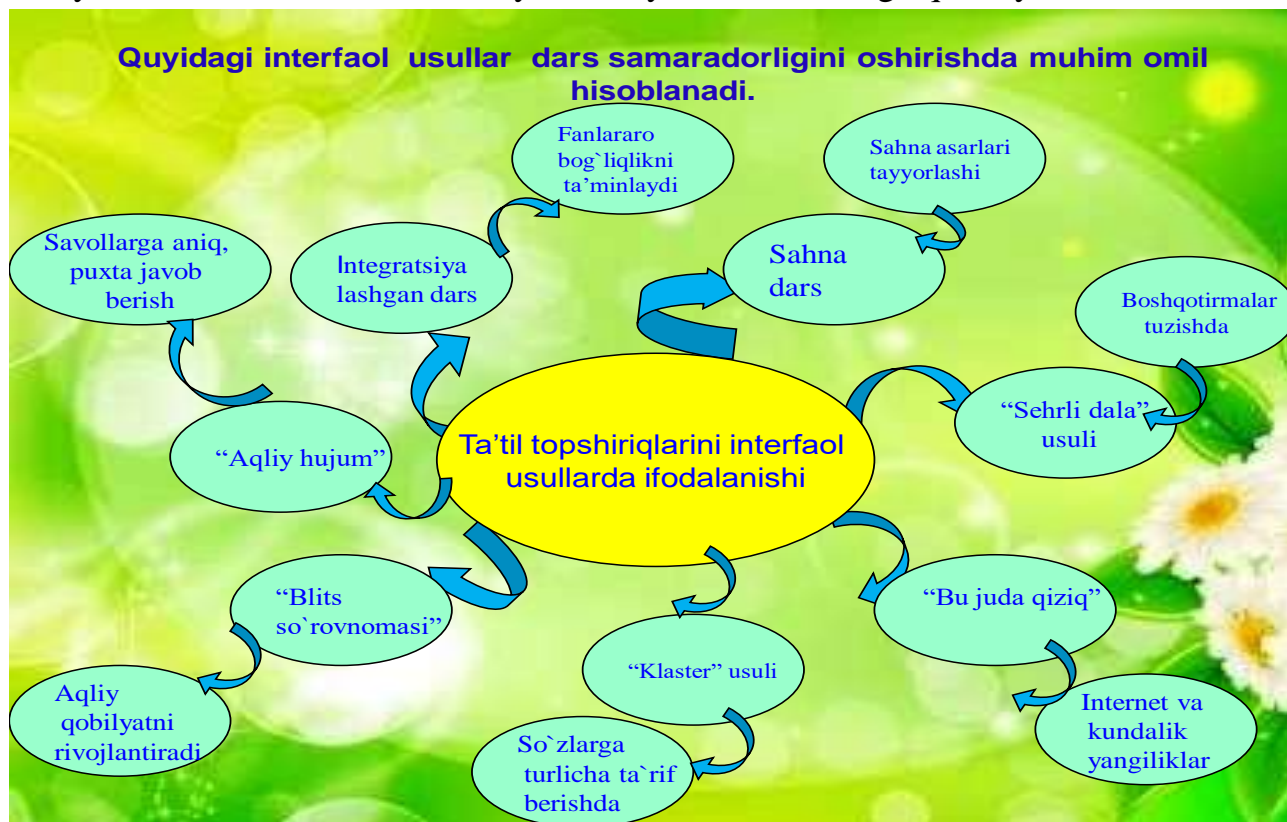 Quyidagi interfaol usullar dars samaradorligini oshirishda muhim omil
hisoblanadi.
Fanlararo
bog`liqlikni
ta’minlaydi
Sahna asarlari
tayyorlashi
Savollarga aniq,
puxta javob
berish
Integratsiya
lashgan dars
Sahna
dars
Boshqotirmalar
tuzishda
“Sehrli dala”
usuli
“Aqliy hujum”
Ta’til topshiriqlarini interfaol
usullarda ifodalanishi
“Blits
so`rovnomasi”
“Bu juda qiziq”
“Klaster” usuli
Aqliy
qobilyatni
rivojlantiradi
Internet va
kundalik
yangiliklar
So`zlarga
turlicha ta`rif
berishda